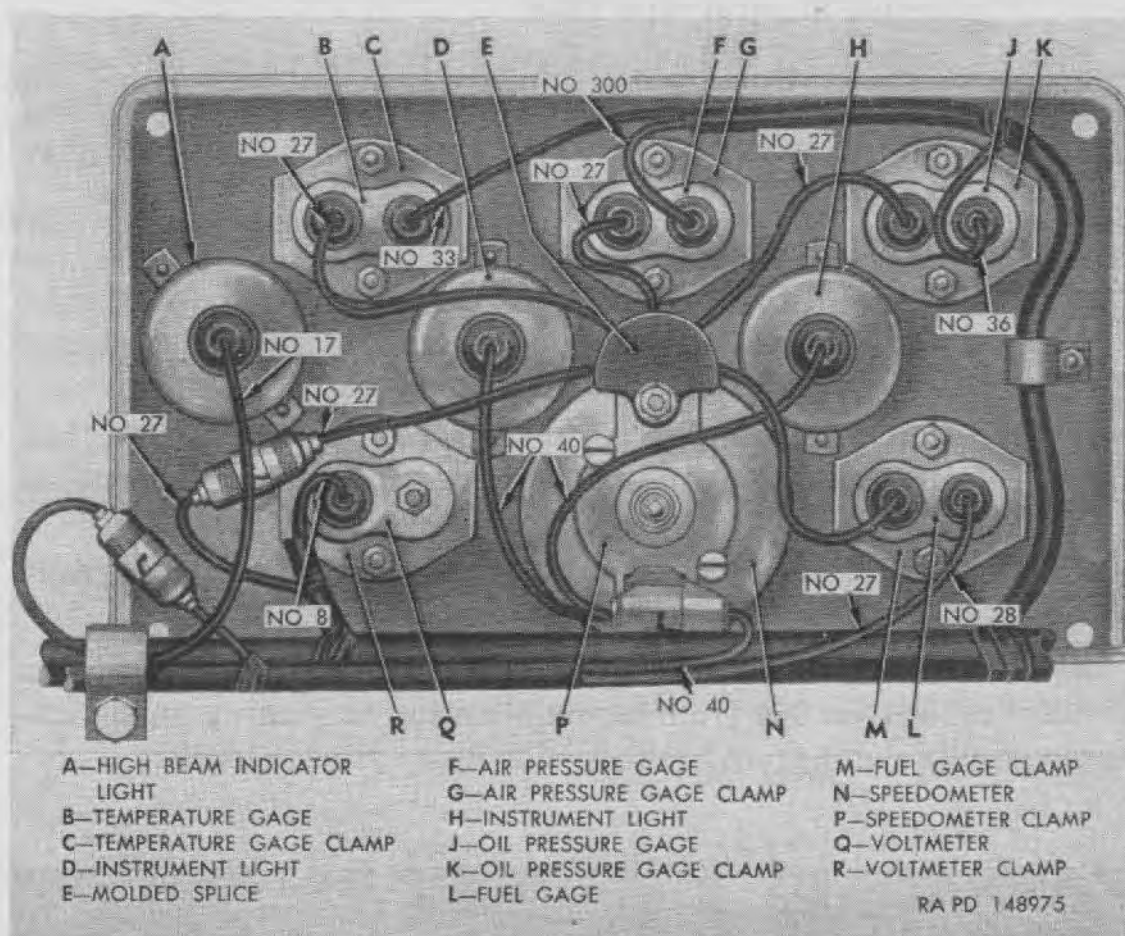 A B C D E F G H J K
NO 300
NO 27
NO 27
NO 27
NO 33
NO 36
NO 17
NO 27
NO 27
NO 40
NO 8
NO 27
NO 28
NO 40
R Q P N M L
A—HIGH BEAM INDICATOR
LIGHT
B—TEMPERATURE GAGE
C—TEMPERATURE GAGE CLAMP
D—INSTRUMENT LIGHT
E—MOLDED SPLICE
F—AIR PRESSURE GAGE
G—AIR PRESSURE GAGE CLAMP
H—INSTRUMENT LIGHT
J—OIL PRESSURE GAGE
K—OIL PRESSURE GAGE CLAMP
L—FUEL GAGE
M—FUEL GAGE CLAMP
N—SPEEDOMETER
P—SPEEDOMETER CLAMP
Q—VOLTMETER
R—VOLTMETER CLAMP
RA PD 148975